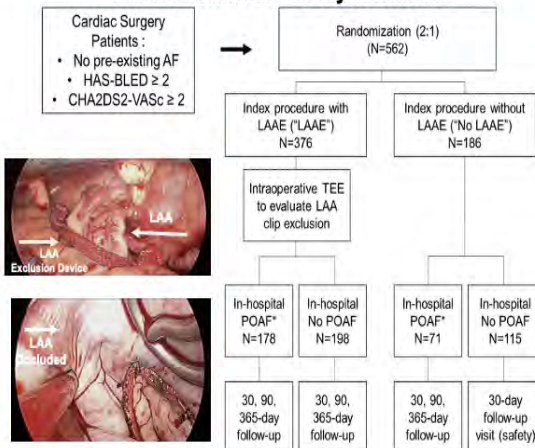 Cardiac Surgery
Patients :
• No pre-existing AF
• HAS-BLED ≥ 2
• CHA2DS2-VASc ≥ 2
Randomization (2:1)
(N=562)
Index procedure with
LAAE ("LAAE")
N=376
Index procedure without
LAAE ("No LAAE")
N=186
Intraoperative TEE
to evaluate LAA
clip exclusion
LAA
LAA
Exclusion Device
LAA
Occluded
In-hospital
POAF*
N=178
In-hospital
No POAF
N=198
In-hospital
POAF*
N=71
In-hospital
No POAF
N=115
30, 90,
365-day
follow-up
30, 90,
365-day
follow-up
30, 90,
365-day
follow-up
30-day
follow-up
visit (safety)